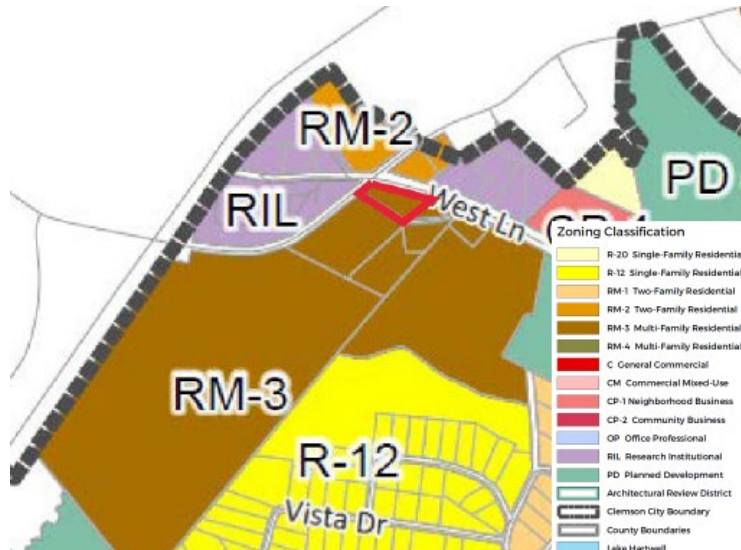 RM-2
PD
RIL
West Ln
Zoning Classification
R-20 Single-Family Residentia
R-12 Single-Family Residential
RM-1 Two-Family Residential
RM-2 Two-Family Residential
RM-3 Multi-Family Residential
RM-4 Multi-Family Residential
C General Commercial
CM Commercial Mixed-Use
CP-1 Neighborhood Business
CP-2 Community Business
OP Office Professional
RIL Research Institutional
PD Planned Development
Architectural Review District
Clemson City Boundary
County Boundaries
Lake Hartwell
RM-3
R-12
Vista Dr